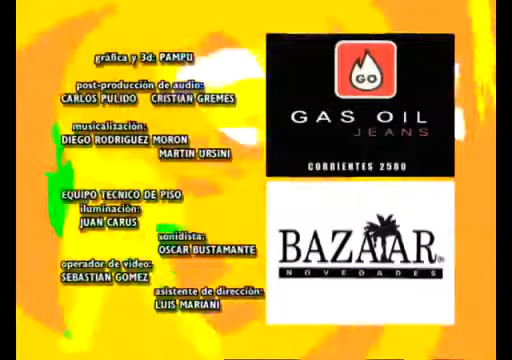 gráfica y 3d: PAMPU
post-producción de audio:
CARLOS PULIDO CRISTIAN GREMES
musicalización:
DIEGO RODRIGUEZ MORON
MARTIN URSINI
EQUIPO TECNICO DE PISO
iluminación:
JUAN CARUS
sonidista:
OSCAR BUSTAMANTE
operador de video:
SEBASTIAN GOMEZ
asistente de dirección:
LUIS MARIANI
GO
GAS OIL
JEANS
CORRIENTES 2580
BAZAAR®
NOVEDADES